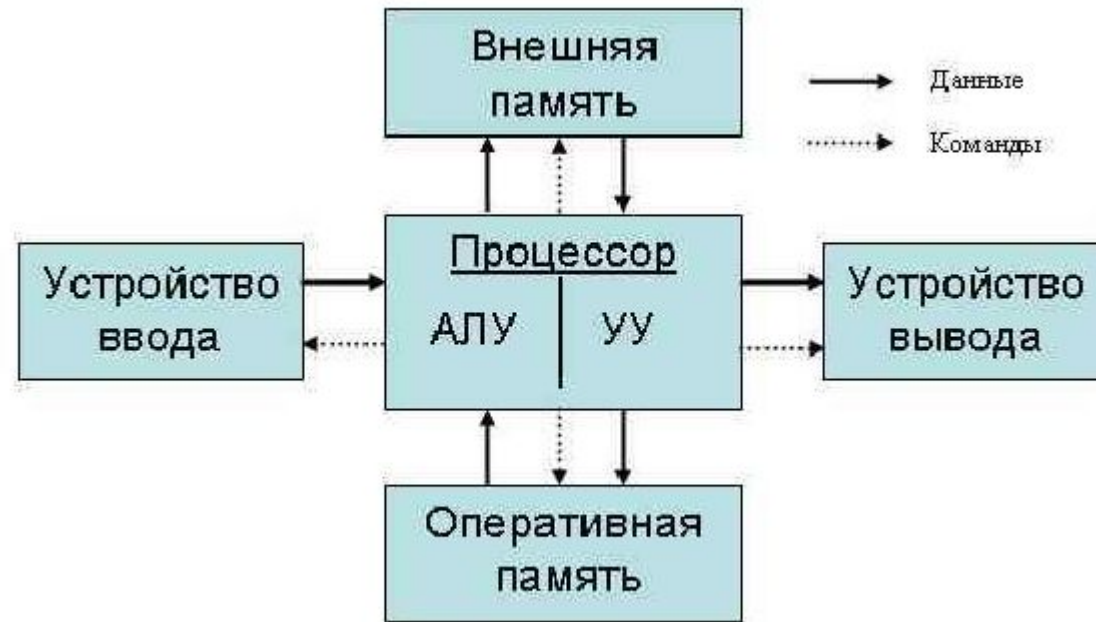 Внешняя
память
Данные
Команды
Устройство
ввода
Процессор
АЛУ УУ
Устройство
вывода
Оперативная
память